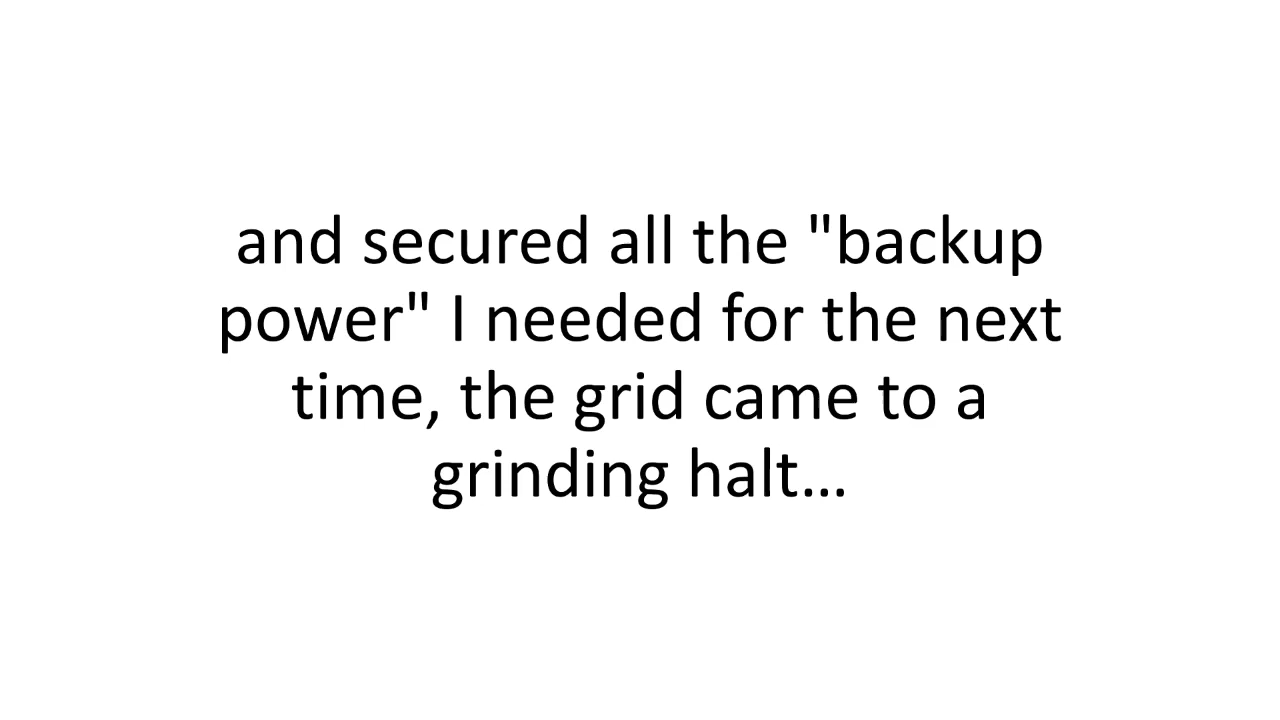 and secured all the "backup
power" I needed for the next
time, the grid came to a
grinding halt...